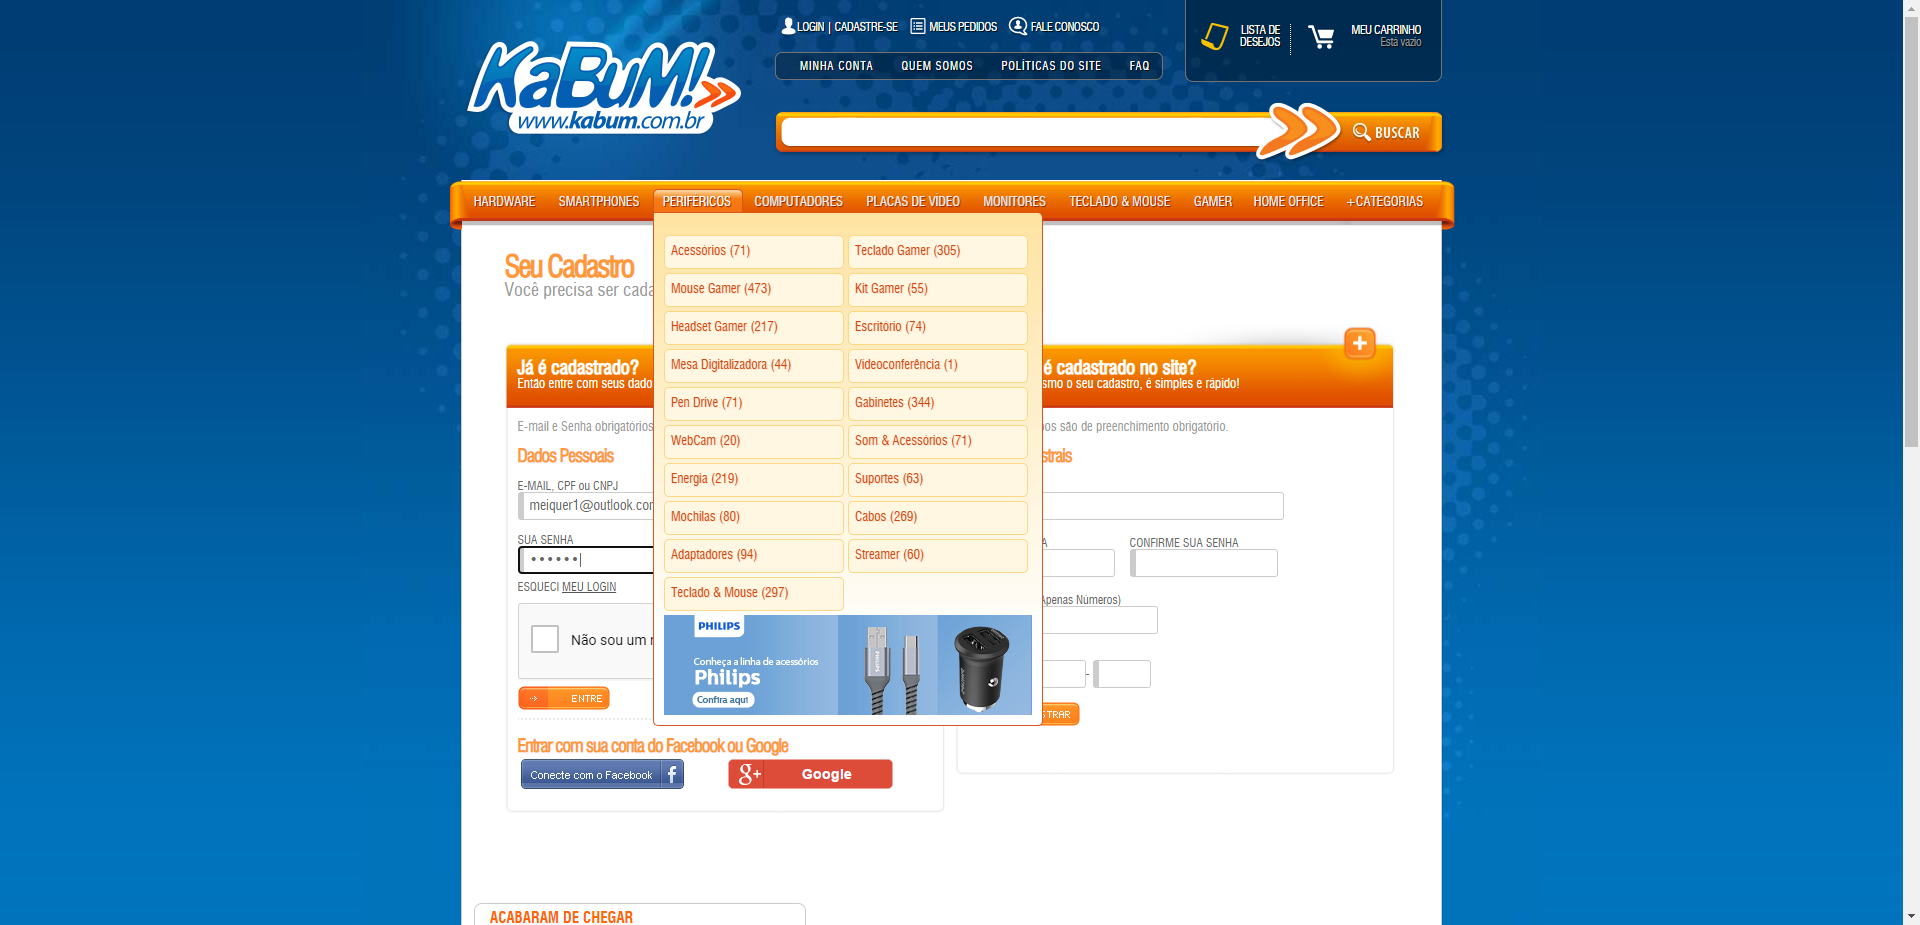 LOGIN | CADASTRE-SE
MEUS PEDIDOS
FALE CONOSCO
LISTA DE
DESEJOS
MEU CARRINHO
Está vazio
KaBuM!
www.kabum.com.br
MINHA CONTA
QUEM SOMOS
POLÍTICAS DO SITE
FAQ
BUSCAR
HARDWARE
SMARTPHONES
PERIFÉRICOS
COMPUTADORES
PLACAS DE VÍDEO
MONITORES
TECLADO & MOUSE
GAMER
HOME OFFICE
+CATEGORIAS
Seu Cadastro
Você precisa ser cada
Acessórios (71)
Teclado Gamer (305)
Mouse Gamer (473)
Kit Gamer (55)
Headset Gamer (217)
Escritório (74)
Mesa Digitalizadora (44)
Videoconferência (1)
Pen Drive (71)
Gabinetes (344)
WebCam (20)
Som & Acessórios (71)
Energia (219)
Suportes (63)
Mochilas (80)
Cabos (269)
Adaptadores (94)
Streamer (60)
Teclado & Mouse (297)
PHILIPS
Conheça a linha de acessórios
Philips
Confira aqui
Já é cadastrado?
Então entre com seus dado
E-mail e Senha obrigatórios
Dados Pessoais
E-MAIL, CPF ou CNPJ
meiquer1@outlook.com
SUA SENHA
••••••
ESQUECI MEU LOGIN
Não sou um r
ENTRE
Entrar com sua conta do Facebook ou Google
Conecte com o Facebook
Google
é cadastrado no site?
smo o seu cadastro, é simples e rápido!
os são de preenchimento obrigatório.
strais
A
CONFIRME SUA SENHA
Apenas Números)
-
STRAR
ACABARAM DE CHEGAR